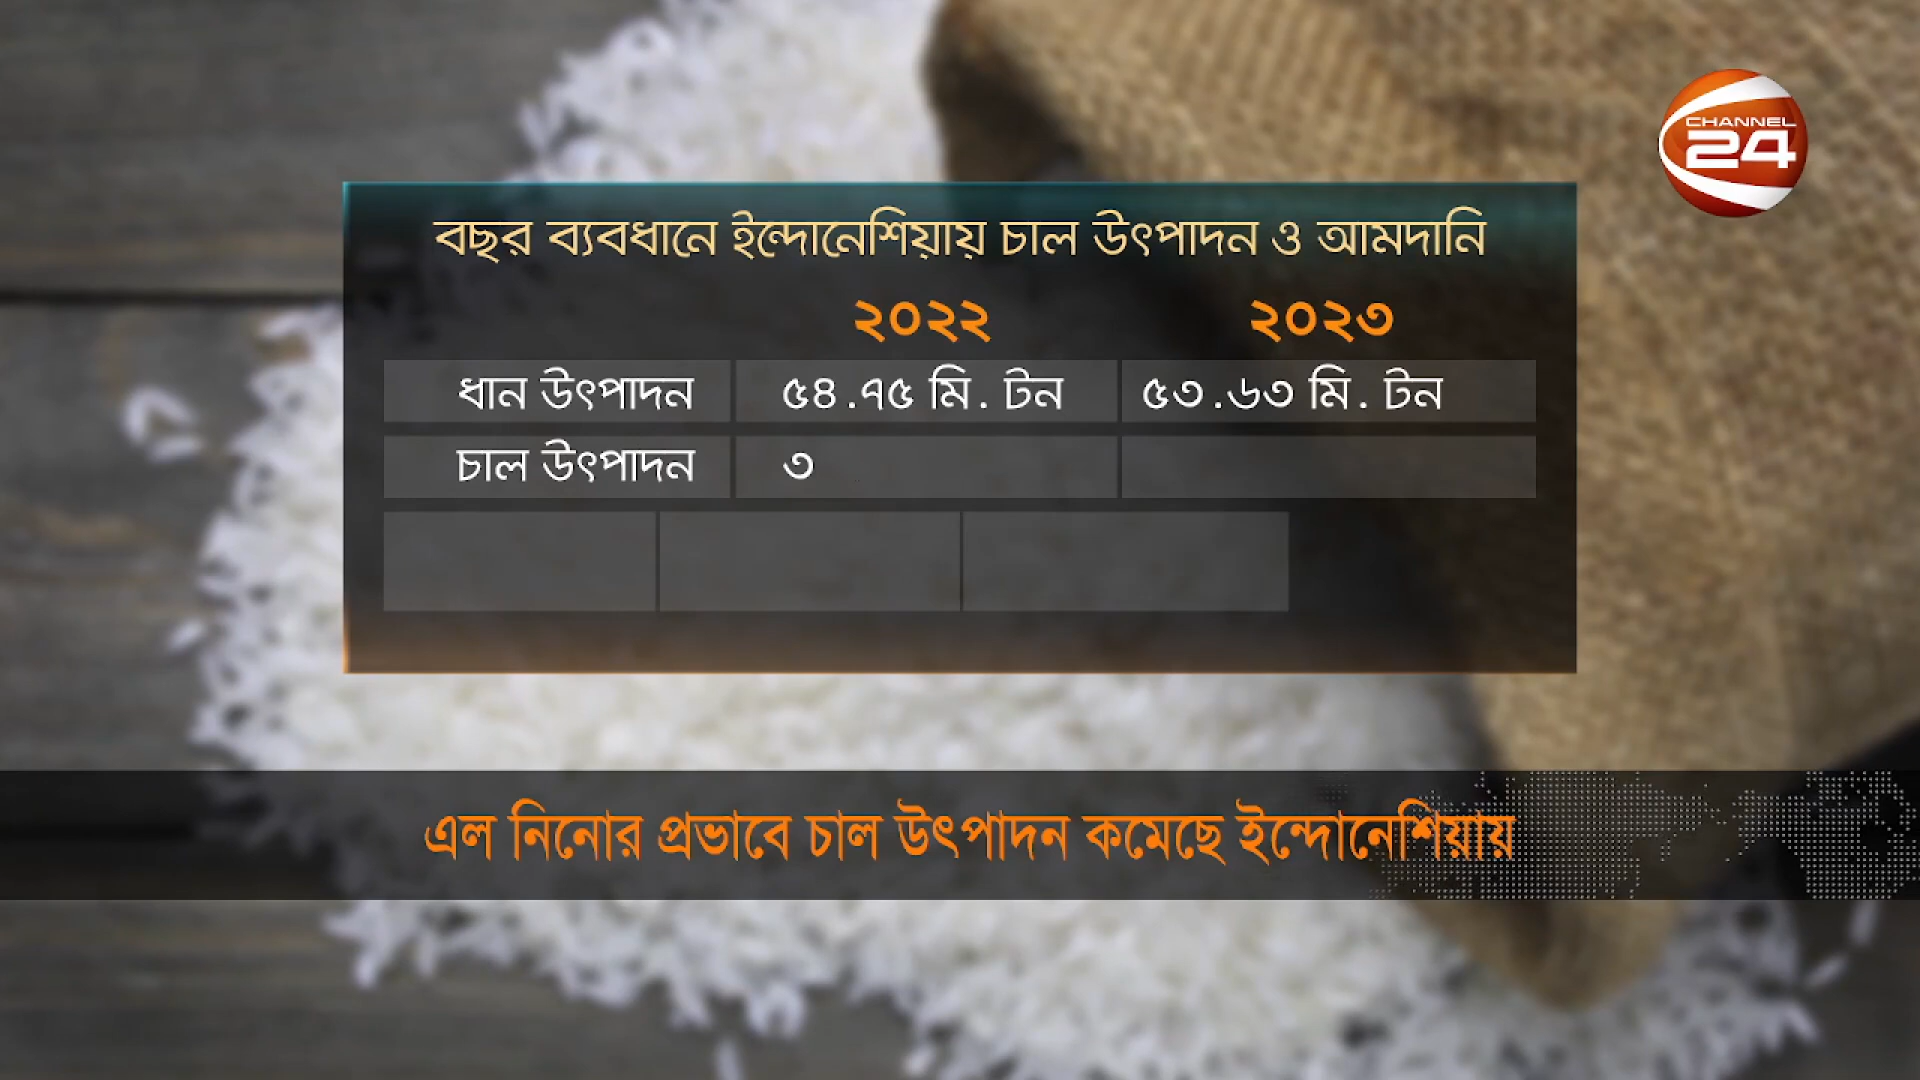 CHANNEL
24
বছর ব্যবধানে ইন্দোনেশিয়ায় চাল উৎপাদন ও আমদানি
২০২২ ২০২৩
ধান উৎপাদন ৫৪.৭৫ মি. টন ৫৩.৬৩ মি. টন
চাল উৎপাদন ৩
এল নিনোর প্রভাবে চাল উৎপাদন কমেছে ইন্দোনেশিয়ায়